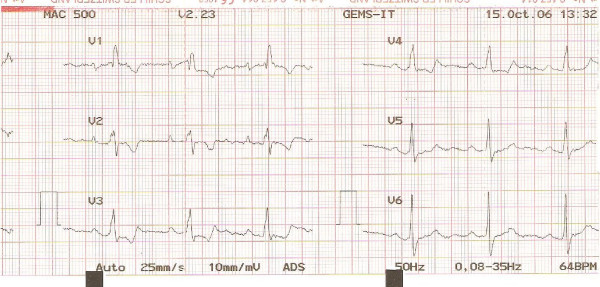 MAC 500 V2.23 GEMS-IT 15.Oct.06 13:32
V1 V4
V2 V5
V3 V6
Auto 25mm/s 10mm/mV ADS 50Hz 0,08-35Hz 64BPM